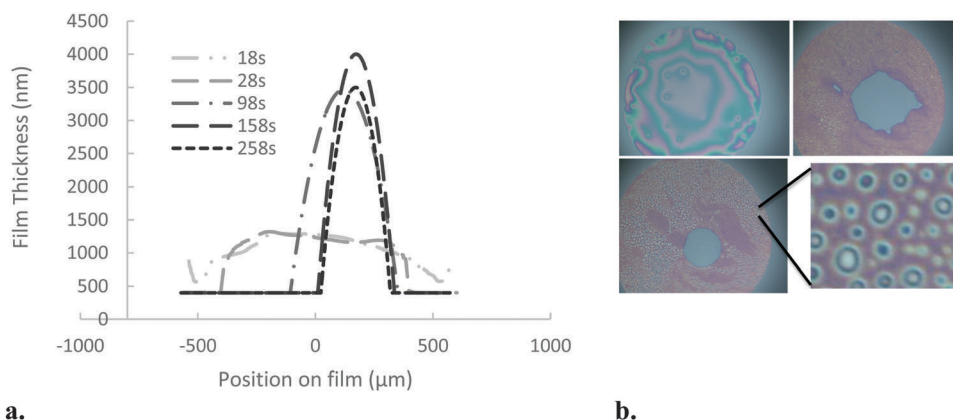 4500
4000
3500
3000
2500
2000
1500
1000
500
0
Film Thickness (nm)
18s
28s
98s
158s
258s
-1000
-500
0
500
1000
Position on film (μm)
a.
b.